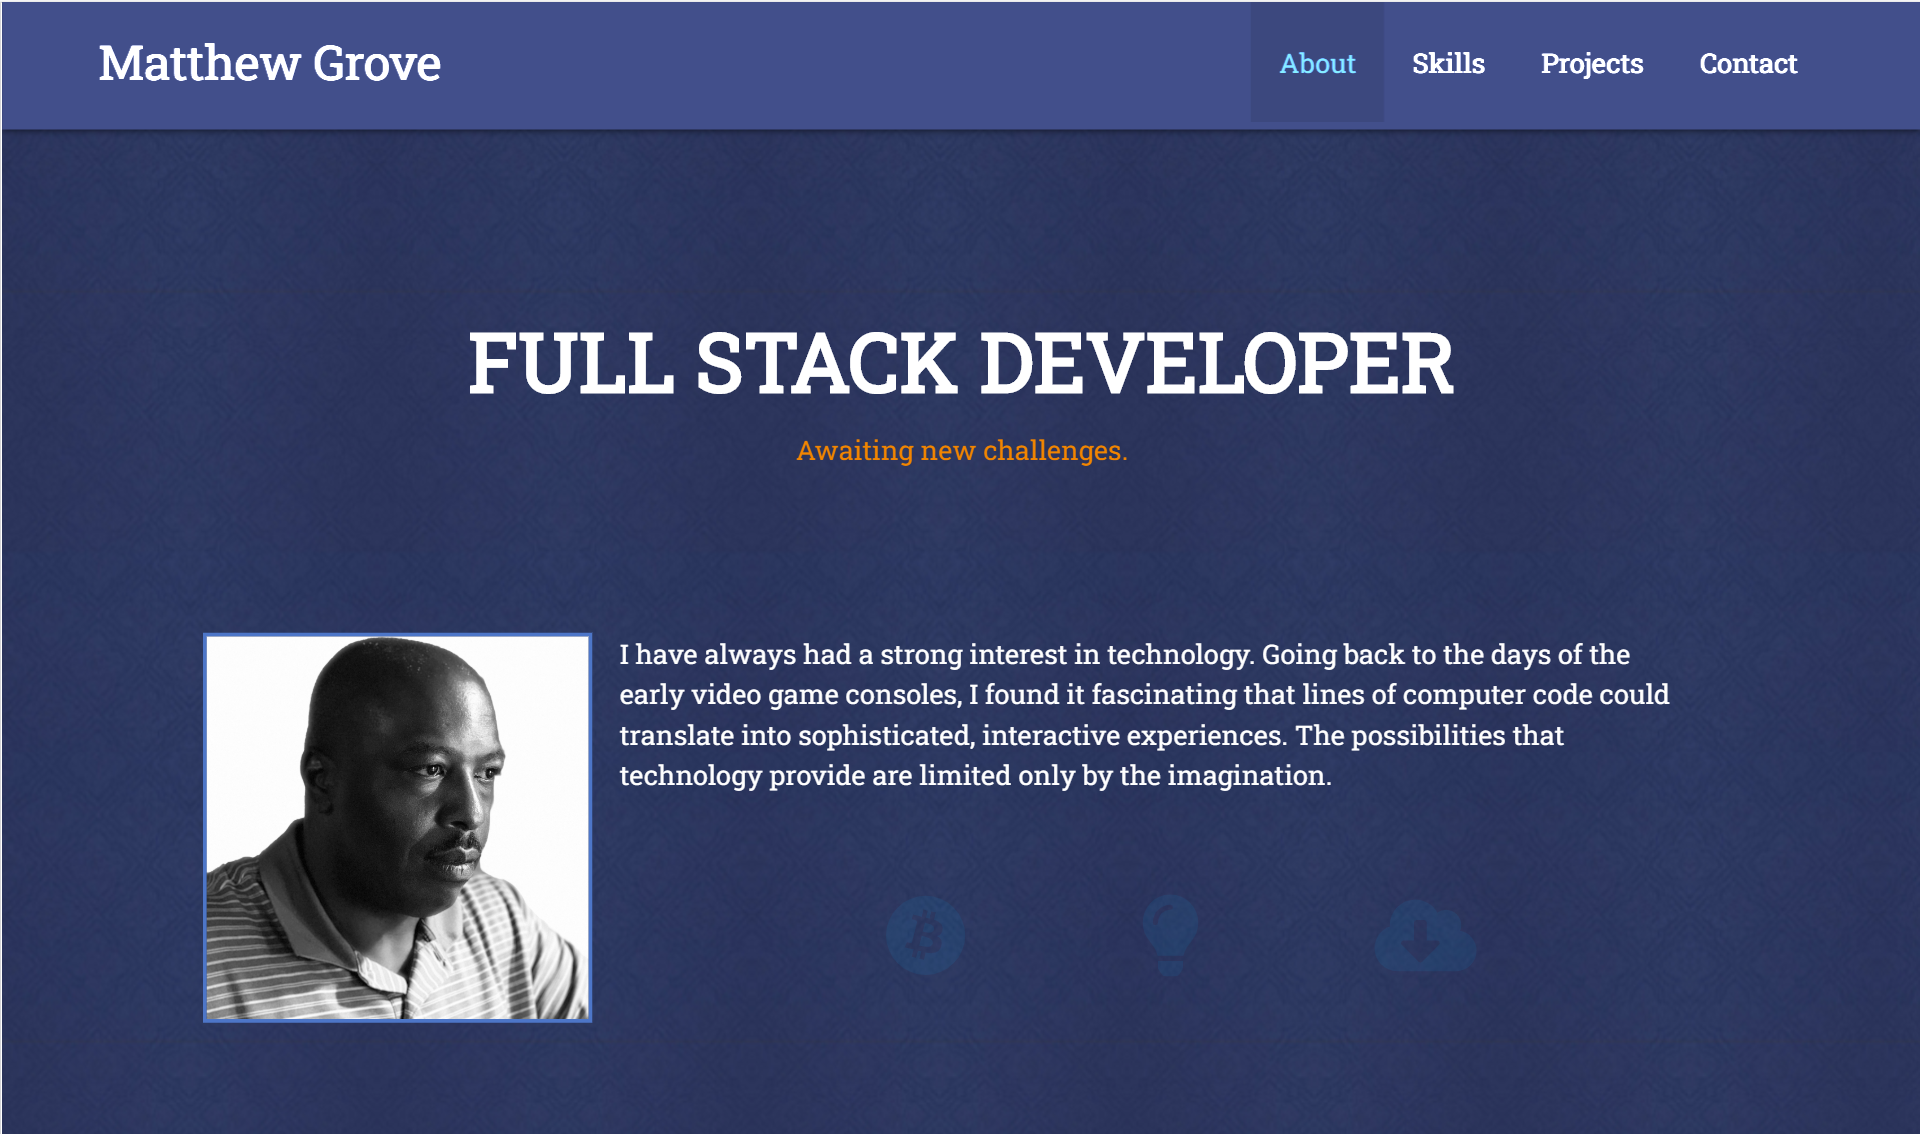 Matthew Grove
About Skills Projects Contact
FULL STACK DEVELOPER
Awaiting new challenges.
I have always had a strong interest in technology. Going back to the days of the
early video game consoles, I found it fascinating that lines of computer code could
translate into sophisticated, interactive experiences. The possibilities that
technology provide are limited only by the imagination.